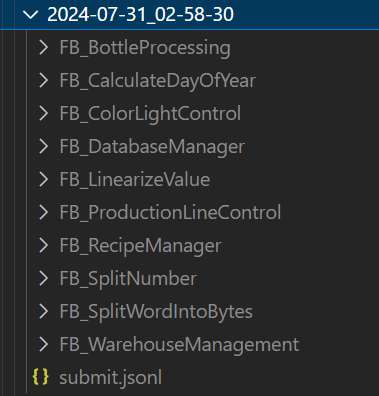 2024-07-31_02-58-30
FB_BottleProcessing
FB_CalculateDayOfYear
FB_ColorLightControl
FB_DatabaseManager
FB_LinearizeValue
FB_ProductionLineControl
FB_RecipeManager
FB_SplitNumber
FB_SplitWordIntoBytes
FB_WarehouseManagement
{} submit.jsonl